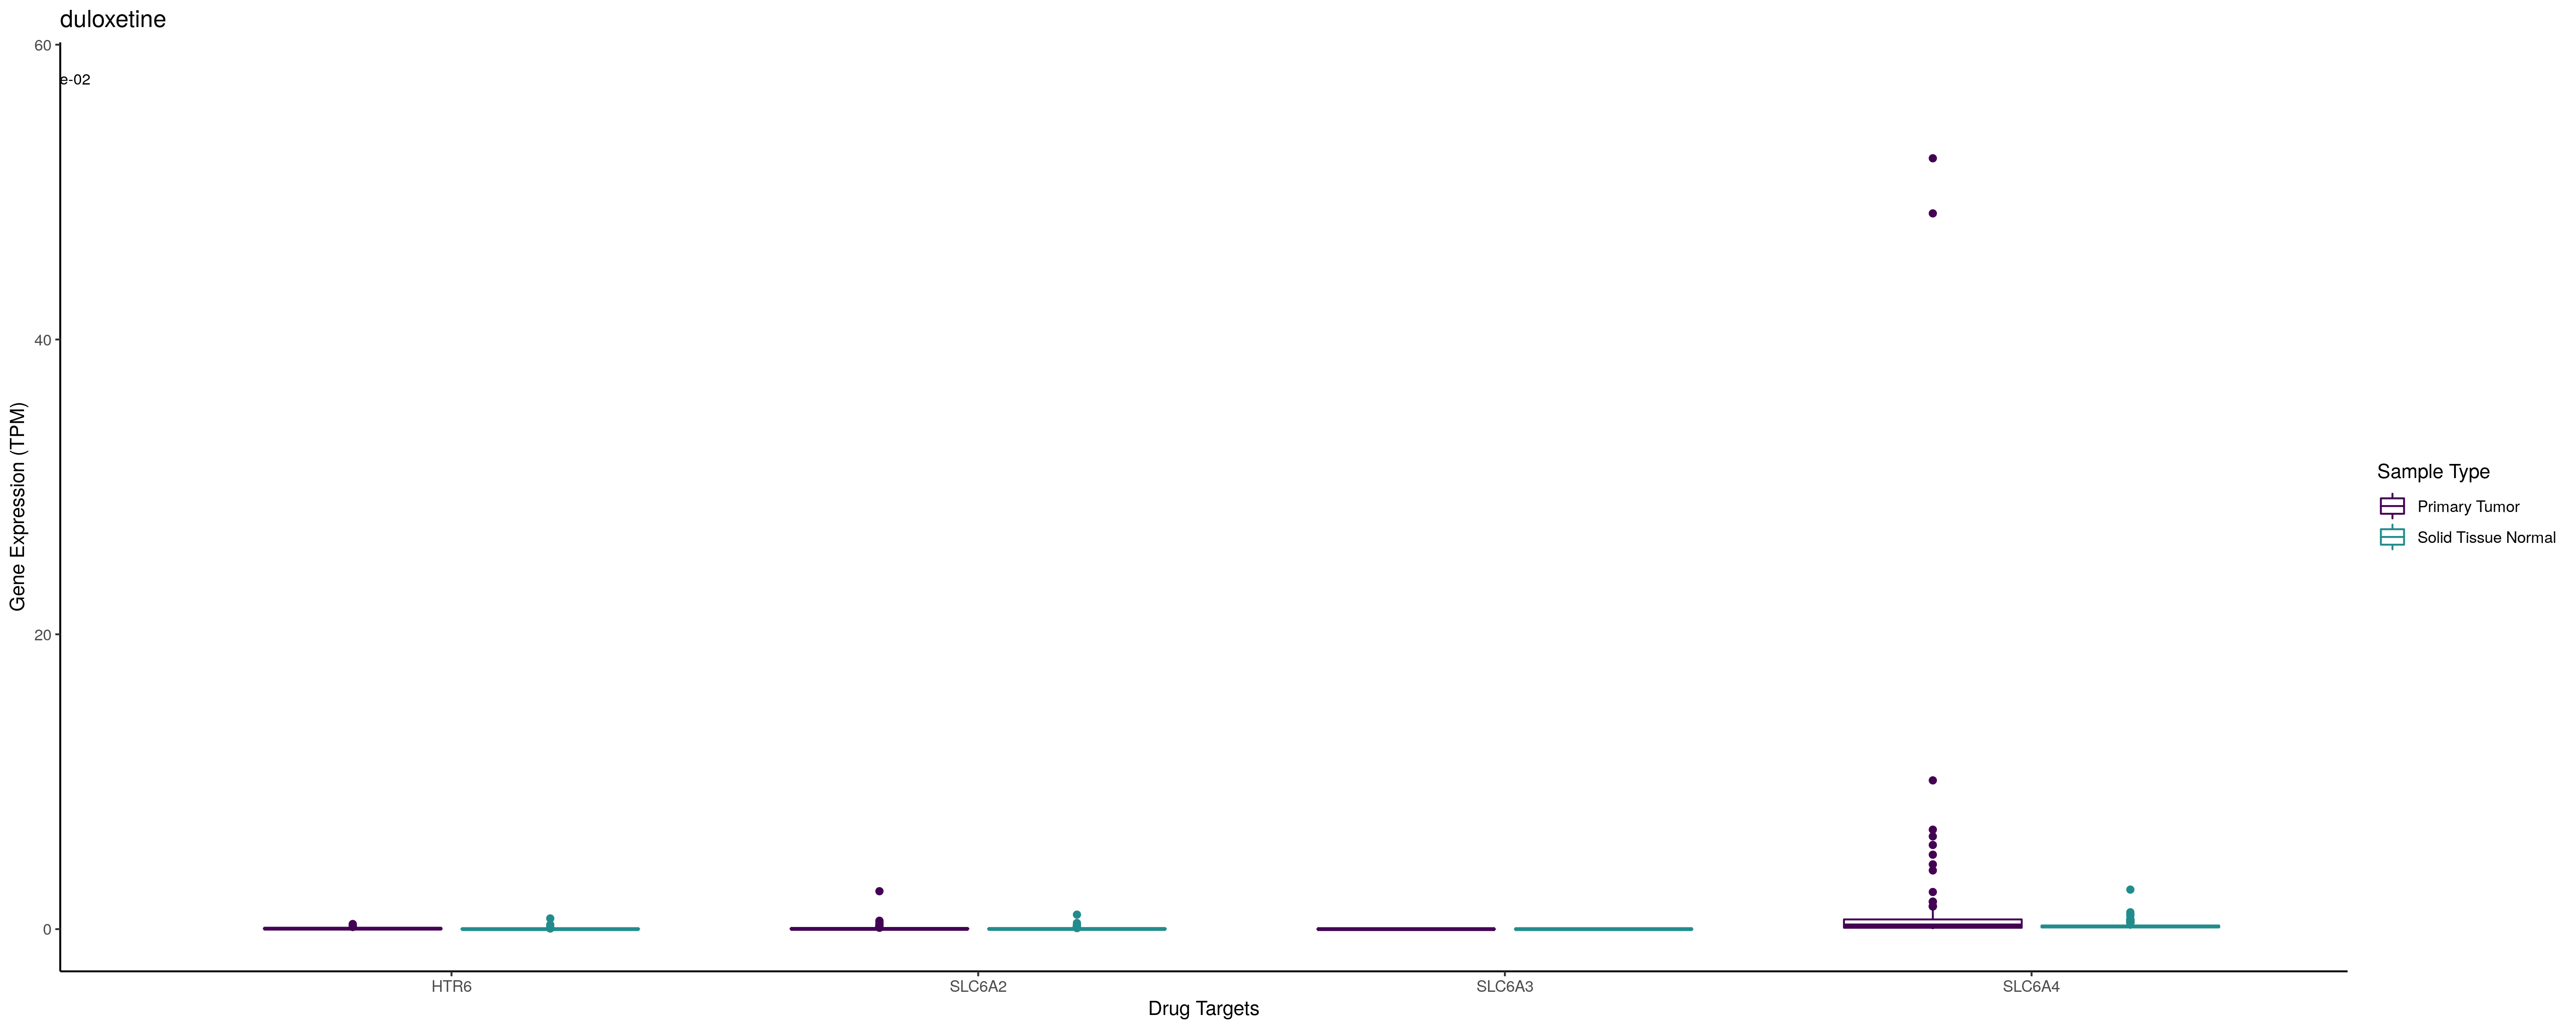 duloxetine
60
e-02
40
20
0
Gene Expression (TPM)
HTR6
SLC6A2
SLC6A3
SLC6A4
Drug Targets
Sample Type
Primary Tumor
Solid Tissue Normal